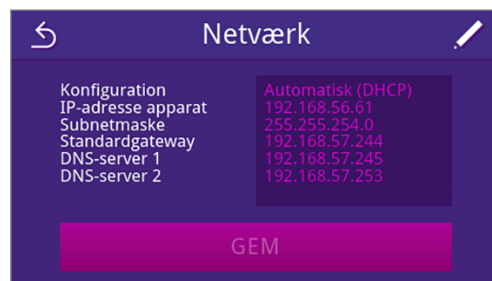 Netværk
Konfiguration Automatisk (DHCP)
IP-adresse apparat 192.168.56.61
Subnetmaske 255.255.254.0
Standardgateway 192.168.57.244
DNS-server 1 192.168.57.245
DNS-server 2 192.168.57.253
GEM